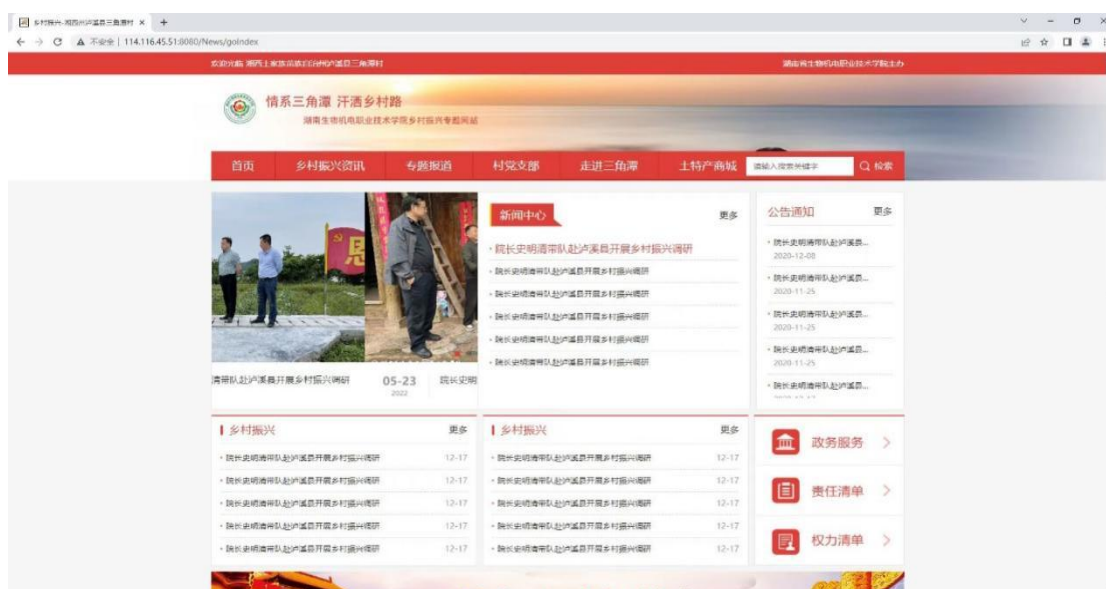 乡村振兴-湘西州泸溪县三角潭村
不安全 | 114.116.45.51:8080/News/goIndex
欢迎光临 湘西土家族苗族自治州泸溪县三角潭村
湖南省生物机电职业技术学院主办
情系三角潭 汗洒乡村路
湖南生物机电职业技术学院乡村振兴专题网站
首页 乡村振兴资讯 专题报道 村党支部 走进三角潭 土特产商城 请输入搜索关键字 检索
清带队赴泸溪县开展乡村振兴调研 05-23 院长史明
2022
新闻中心 更多
院长史明清带队赴泸溪县开展乡村振兴调研
院长史明清带队赴泸溪县开展乡村振兴调研
院长史明清带队赴泸溪县开展乡村振兴调研
院长史明清带队赴泸溪县开展乡村振兴调研
院长史明清带队赴泸溪县开展乡村振兴调研
院长史明清带队赴泸溪县开展乡村振兴调研
公告通知 更多
院长史明清带队赴泸溪县...
2020-12-08
院长史明清带队赴泸溪县...
2020-11-25
院长史明清带队赴泸溪县...
2020-11-25
院长史明清带队赴泸溪县...
2020-11-25
院长史明清带队赴泸溪县...
乡村振兴 更多
院长史明清带队赴泸溪县开展乡村振兴调研 12-17
院长史明清带队赴泸溪县开展乡村振兴调研 12-17
院长史明清带队赴泸溪县开展乡村振兴调研 12-17
院长史明清带队赴泸溪县开展乡村振兴调研 12-17
院长史明清带队赴泸溪县开展乡村振兴调研 12-17
乡村振兴 更多
院长史明清带队赴泸溪县开展乡村振兴调研 12-17
院长史明清带队赴泸溪县开展乡村振兴调研 12-17
院长史明清带队赴泸溪县开展乡村振兴调研 12-17
院长史明清带队赴泸溪县开展乡村振兴调研 12-17
院长史明清带队赴泸溪县开展乡村振兴调研 12-17
政务服务
责任清单
权力清单